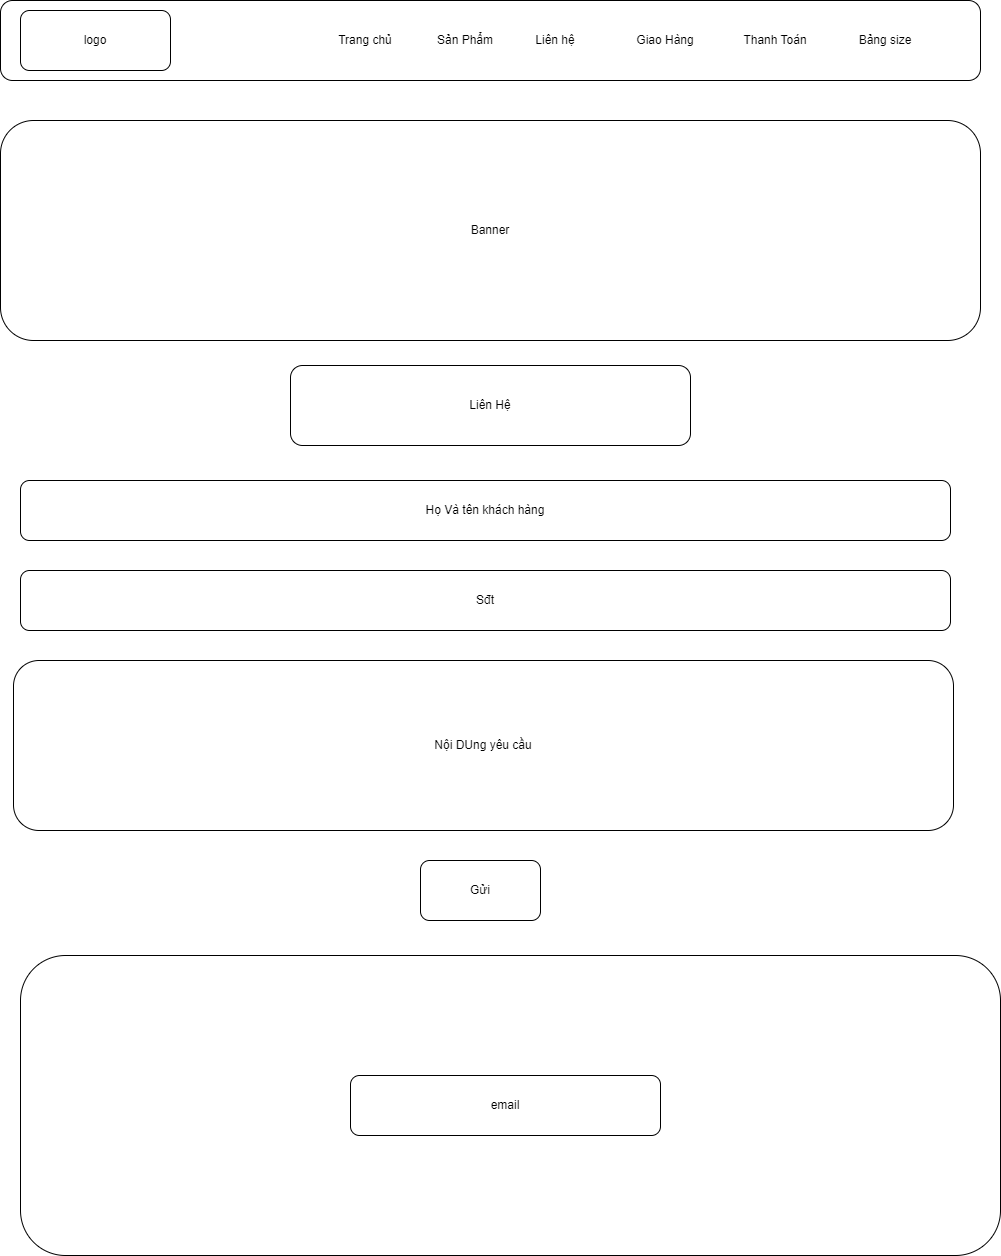 logo
Trang chủ
Sản Phẩm
Liên hệ
Giao Hàng
Thanh Toán
Bảng size
Banner
Liên Hệ
Họ Và tên khách hàng
Sđt
Nội DUng yêu cầu
Gửi
email